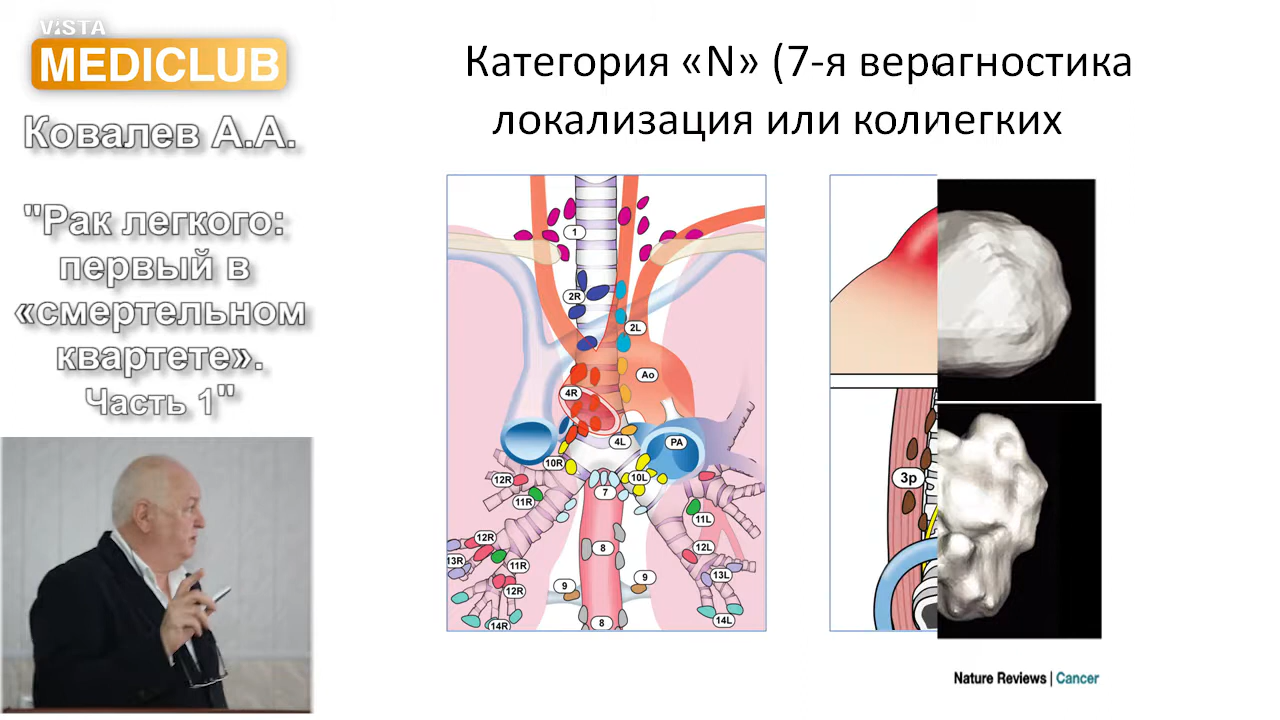 VISTA
MEDICLUB
Ковалев А.А.
"Рак легкого:
первый в
«смертельном
квартете».
Часть 1"
Категория «N» (7-я верагностика
локализация или колилегких
1
2R
2L
Ao
4R
4L
PA
10R
10L
12R
7
11R
11L
12R
8
12L
13R
11R
13L
9
9
12R
14R
8
14L
3p
Nature Reviews | Cancer